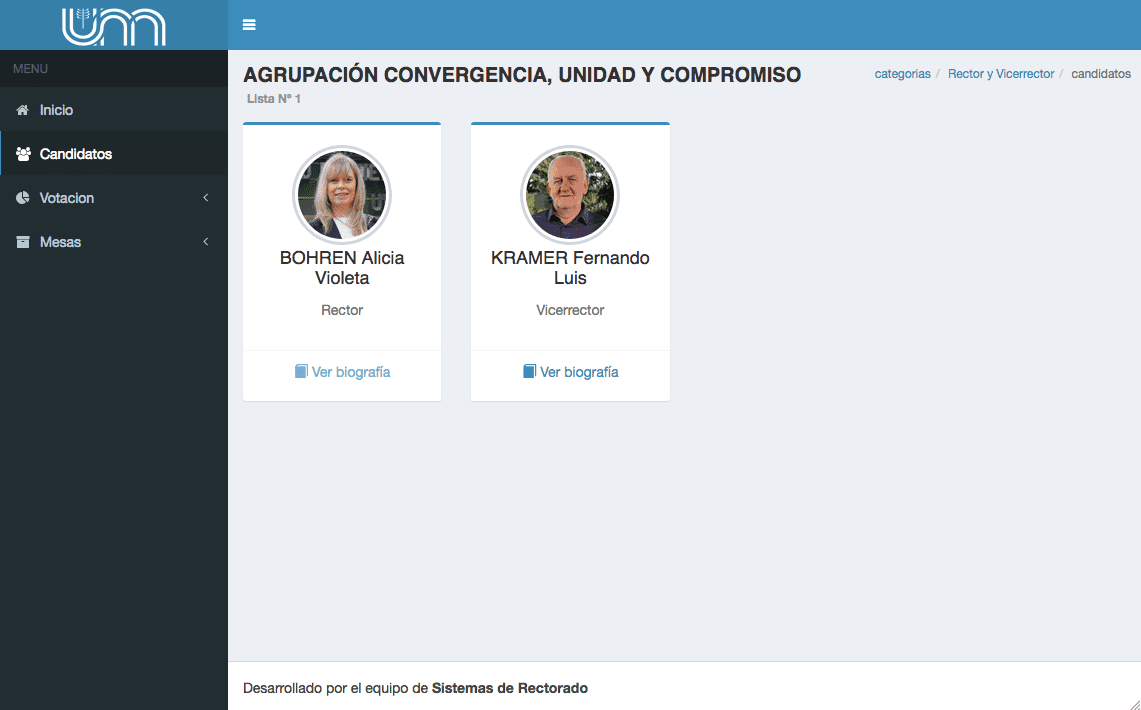 MENU
Inicio
Candidatos
Votacion
Mesas
AGRUPACIÓN CONVERGENCIA, UNIDAD Y COMPROMISO
Lista N° 1
categorias / Rector y Vicerrector / candidatos
BOHREN Alicia
Violeta
Rector
Ver biografía
KRAMER Fernando
Luis
Vicerrector
Ver biografía
Desarrollado por el equipo de Sistemas de Rectorado